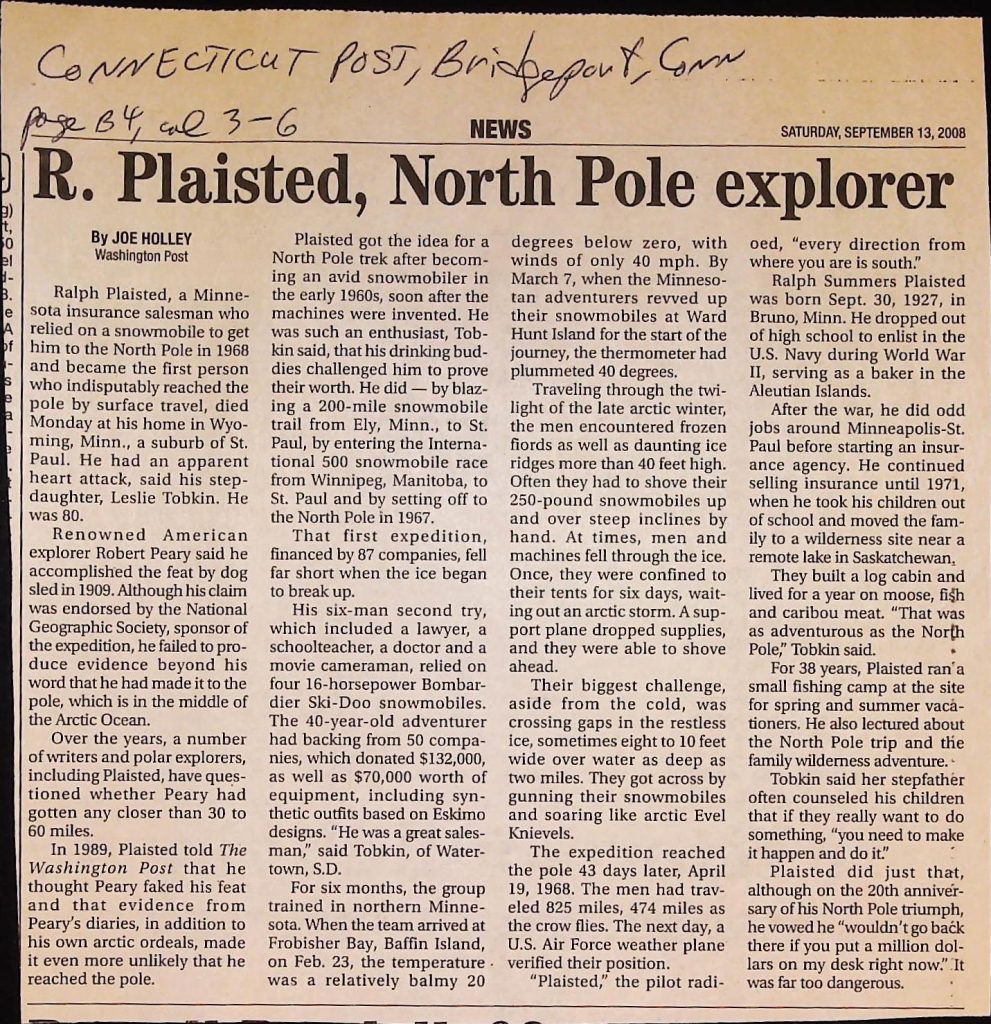 CONNECTICUT POST, Bridgeport, Conn
page B4, col 3-6
NEWS
SATURDAY, SEPTEMBER 13, 2008
R. Plaisted, North Pole explorer
By JOE HOLLEY
Washington Post
Ralph Plaisted, a Minne-
sota insurance salesman who
relied on a snowmobile to get
him to the North Pole in 1968
and became the first person
who indisputably reached the
pole by surface travel, died
Monday at his home in Wyo-
ming, Minn., a suburb of St.
Paul. He had an apparent
heart attack, said his step-
daughter, Leslie Tobkin. He
was 80.
Renowned American
explorer Robert Peary said he
accomplished the feat by dog
sled in 1909. Although his claim
was endorsed by the National
Geographic Society, sponsor of
the expedition, he failed to pro-
duce evidence beyond his
word that he had made it to the
pole, which is in the middle of
the Arctic Ocean.
Over the years, a number
of writers and polar explorers,
including Plaisted, have ques-
tioned whether Peary had
gotten any closer than 30 to
60 miles.
In 1989, Plaisted told The
Washington Post that he
thought Peary faked his feat
and that evidence from
Peary's diaries, in addition to
his own arctic ordeals, made
it even more unlikely that he
reached the pole.
Plaisted got the idea for a
North Pole trek after becom-
ing an avid snowmobiler in
the early 1960s, soon after the
machines were invented. He
was such an enthusiast, Tob-
kin said, that his drinking bud-
dies challenged him to prove
their worth. He did — by blaz-
ing a 200-mile snowmobile
trail from Ely, Minn., to St.
Paul, by entering the Interna-
tional 500 snowmobile race
from Winnipeg, Manitoba, to
St. Paul and by setting off to
the North Pole in 1967.
That first expedition,
financed by 87 companies, fell
far short when the ice began
to break up.
His six-man second try,
which included a lawyer, a
schoolteacher, a doctor and a
movie cameraman, relied on
four 16-horsepower Bombar-
dier Ski-Doo snowmobiles.
The 40-year-old adventurer
had backing from 50 compa-
nies, which donated $132,000,
as well as $70,000 worth of
equipment, including syn-
thetic outfits based on Eskimo
designs. "He was a great sales-
man," said Tobkin, of Water-
town, S.D.
For six months, the group
trained in northern Minne-
sota. When the team arrived at
Frobisher Bay, Baffin Island,
on Feb. 23, the temperature
was a relatively balmy 20
degrees below zero, with
winds of only 40 mph. By
March 7, when the Minneso-
tan adventurers revved up
their snowmobiles at Ward
Hunt Island for the start of the
journey, the thermometer had
plummeted 40 degrees.
Traveling through the twi-
light of the late arctic winter,
the men encountered frozen
fiords as well as daunting ice
ridges more than 40 feet high.
Often they had to shove their
250-pound snowmobiles up
and over steep inclines by
hand. At times, men and
machines fell through the ice.
Once, they were confined to
their tents for six days, wait-
ing out an arctic storm. A sup-
port plane dropped supplies,
and they were able to shove
ahead.
Their biggest challenge,
aside from the cold, was
crossing gaps in the restless
ice, sometimes eight to 10 feet
wide over water as deep as
two miles. They got across by
gunning their snowmobiles
and soaring like arctic Evel
Knievels.
The expedition reached
the pole 43 days later, April
19, 1968. The men had trav-
eled 825 miles, 474 miles as
the crow flies. The next day, a
U.S. Air Force weather plane
verified their position.
"Plaisted," the pilot radi-
oed, "every direction from
where you are is south."
Ralph Summers Plaisted
was born Sept. 30, 1927, in
Bruno, Minn. He dropped out
of high school to enlist in the
U.S. Navy during World War
II, serving as a baker in the
Aleutian Islands.
After the war, he did odd
jobs around Minneapolis-St.
Paul before starting an insur-
ance agency. He continued
selling insurance until 1971,
when he took his children out
of school and moved the fam-
ily to a wilderness site near a
remote lake in Saskatchewan.
They built a log cabin and
lived for a year on moose, fish
and caribou meat. "That was
as adventurous as the North
Pole," Tobkin said.
For 38 years, Plaisted ran a
small fishing camp at the site
for spring and summer vaca-
tioners. He also lectured about
the North Pole trip and the
family wilderness adventure.
Tobkin said her stepfather
often counseled his children
that if they really want to do
something, "you need to make
it happen and do it."
Plaisted did just that,
although on the 20th anniver-
sary of his North Pole triumph,
he vowed he "wouldn't go back
there if you put a million dol-
lars on my desk right now." It
was far too dangerous.